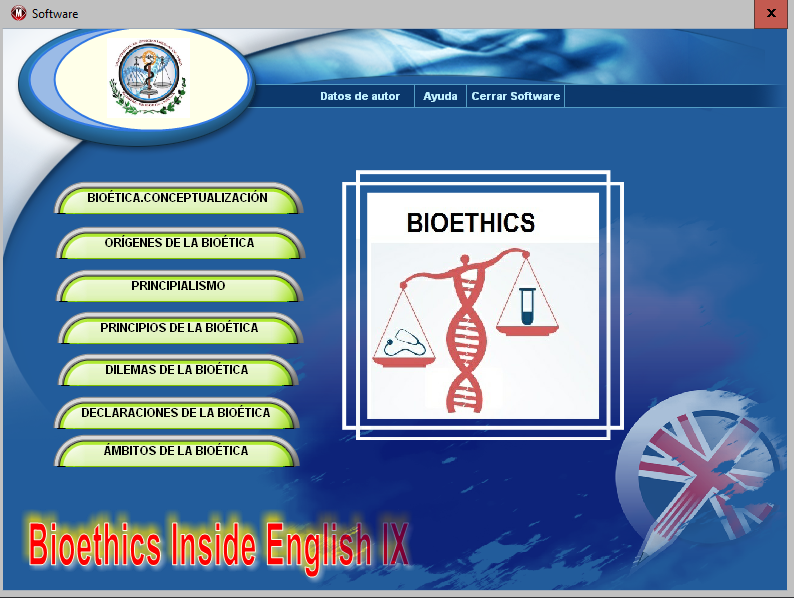 Software
Datos de autor
Ayuda
Cerrar Software
BIOÉTICA.CONCEPTUALIZACIÓN
ORÍGENES DE LA BIOÉTICA
PRINCIPIALISMO
PRINCIPIOS DE LA BIOÉTICA
DILEMAS DE LA BIOÉTICA
DECLARACIONES DE LA BIOÉTICA
ÁMBITOS DE LA BIOÉTICA
BIOETHICS
Bioethics Inside English IX